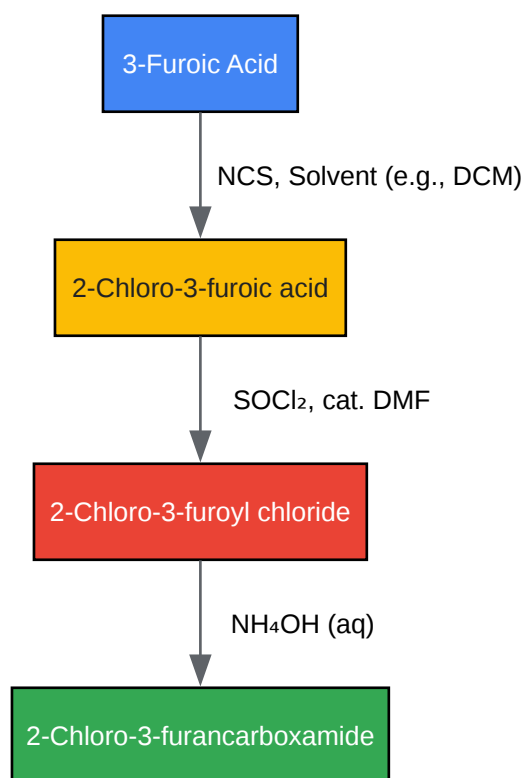 3-Furoic Acid
NCS, Solvent (e.g., DCM)
2-Chloro-3-furoic acid
SOCl₂, cat. DMF
2-Chloro-3-furoyl chloride
NH₄OH (aq)
2-Chloro-3-furancarboxamide